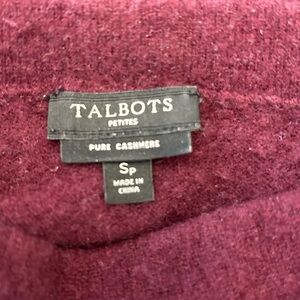 TALBOTS
PETITES
PURE CASHMERE
Sp
MADE IN
CHINA